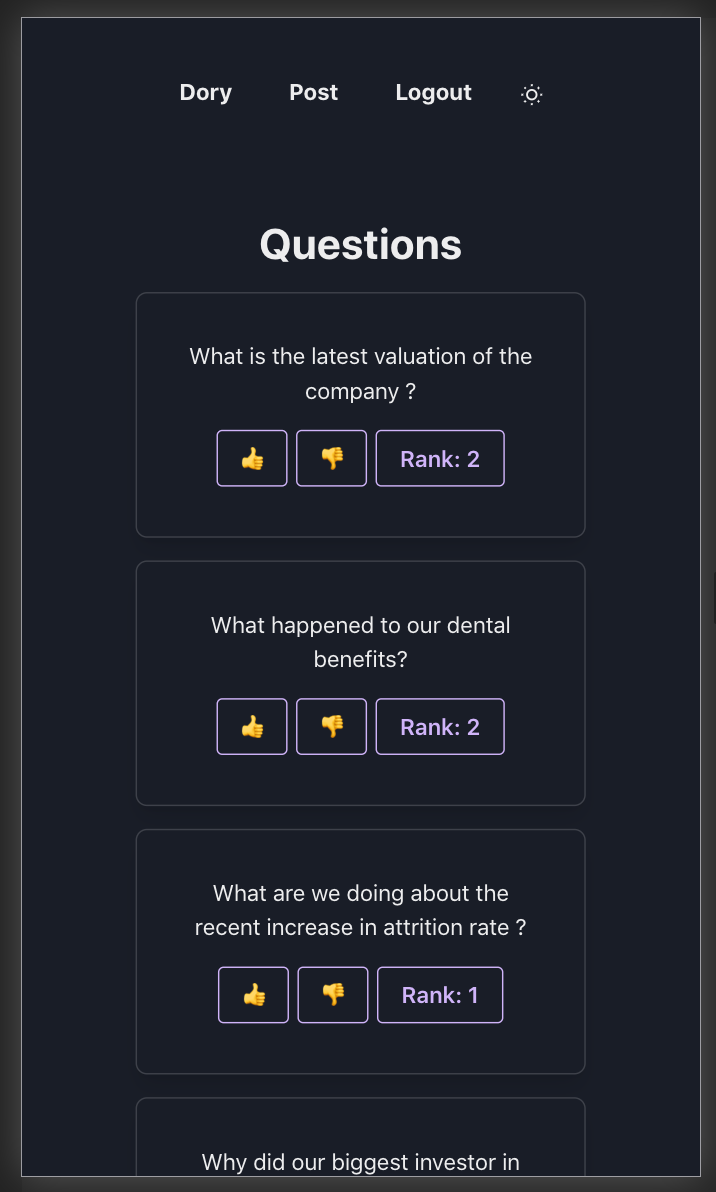 Dory Post Logout
Questions
What is the latest valuation of the
company ?
👍 👎 Rank: 2
What happened to our dental
benefits?
👍 👎 Rank: 2
What are we doing about the
recent increase in attrition rate ?
👍 👎 Rank: 1
Why did our biggest investor in